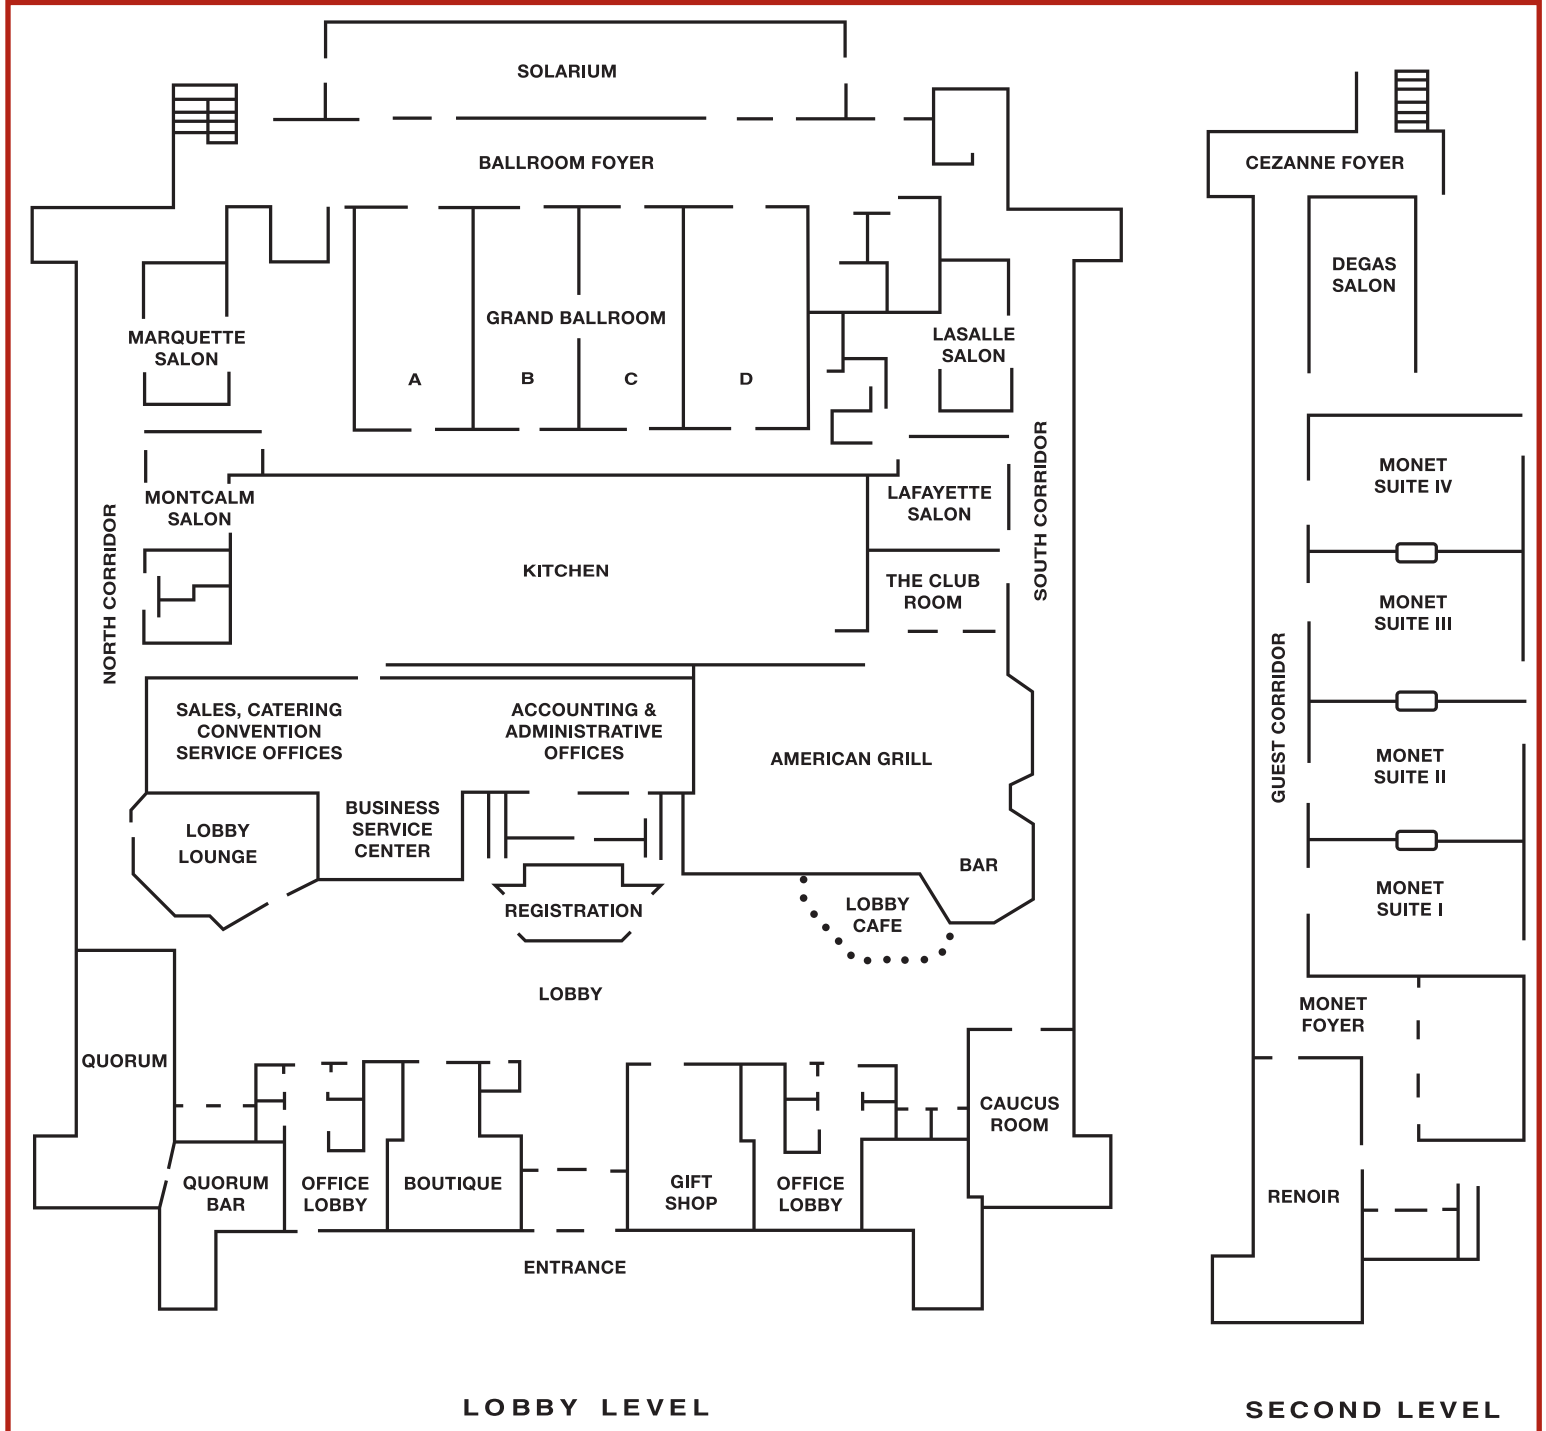 SOLARIUM
BALLROOM FOYER
MARQUETTE
SALON
GRAND BALLROOM
A
B
C
D
LASALLE
SALON
MONTCALM
SALON
NORTH CORRIDOR
KITCHEN
LAFAYETTE
SALON
THE CLUB
ROOM
SOUTH CORRIDOR
SALES, CATERING
CONVENTION
SERVICE OFFICES
ACCOUNTING &
ADMINISTRATIVE
OFFICES
AMERICAN GRILL
LOBBY
LOUNGE
BUSINESS
SERVICE
CENTER
BAR
REGISTRATION
LOBBY
CAFE
LOBBY
QUORUM
CAUCUS
ROOM
QUORUM
BAR
OFFICE
LOBBY
BOUTIQUE
GIFT
SHOP
OFFICE
LOBBY
ENTRANCE
LOBBY LEVEL
CEZANNE FOYER
DEGAS
SALON
MONET
SUITE IV
MONET
SUITE III
GUEST CORRIDOR
MONET
SUITE II
MONET
SUITE I
MONET
FOYER
RENOIR
SECOND LEVEL